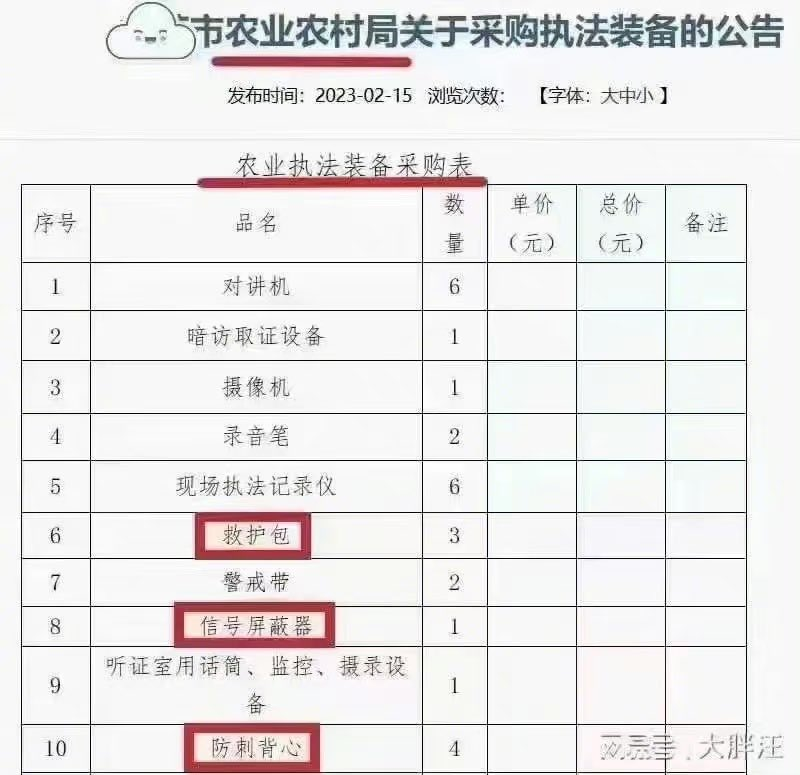 市农业农村局关于采购执法装备的公告
发布时间：2023-02-15 浏览次数： 【字体：大中小】
农业执法装备采购表
序号 品名 数量 单价（元） 总价（元） 备注
1 对讲机 6
2 暗访取证设备 1
3 摄像机 1
4 录音笔 2
5 现场执法记录仪 6
6 救护包 3
7 警戒带 2
8 信号屏蔽器 1
9 听证室用话筒、监控、摄录设备 1
10 防刺背心 4
网易号 大胖汪